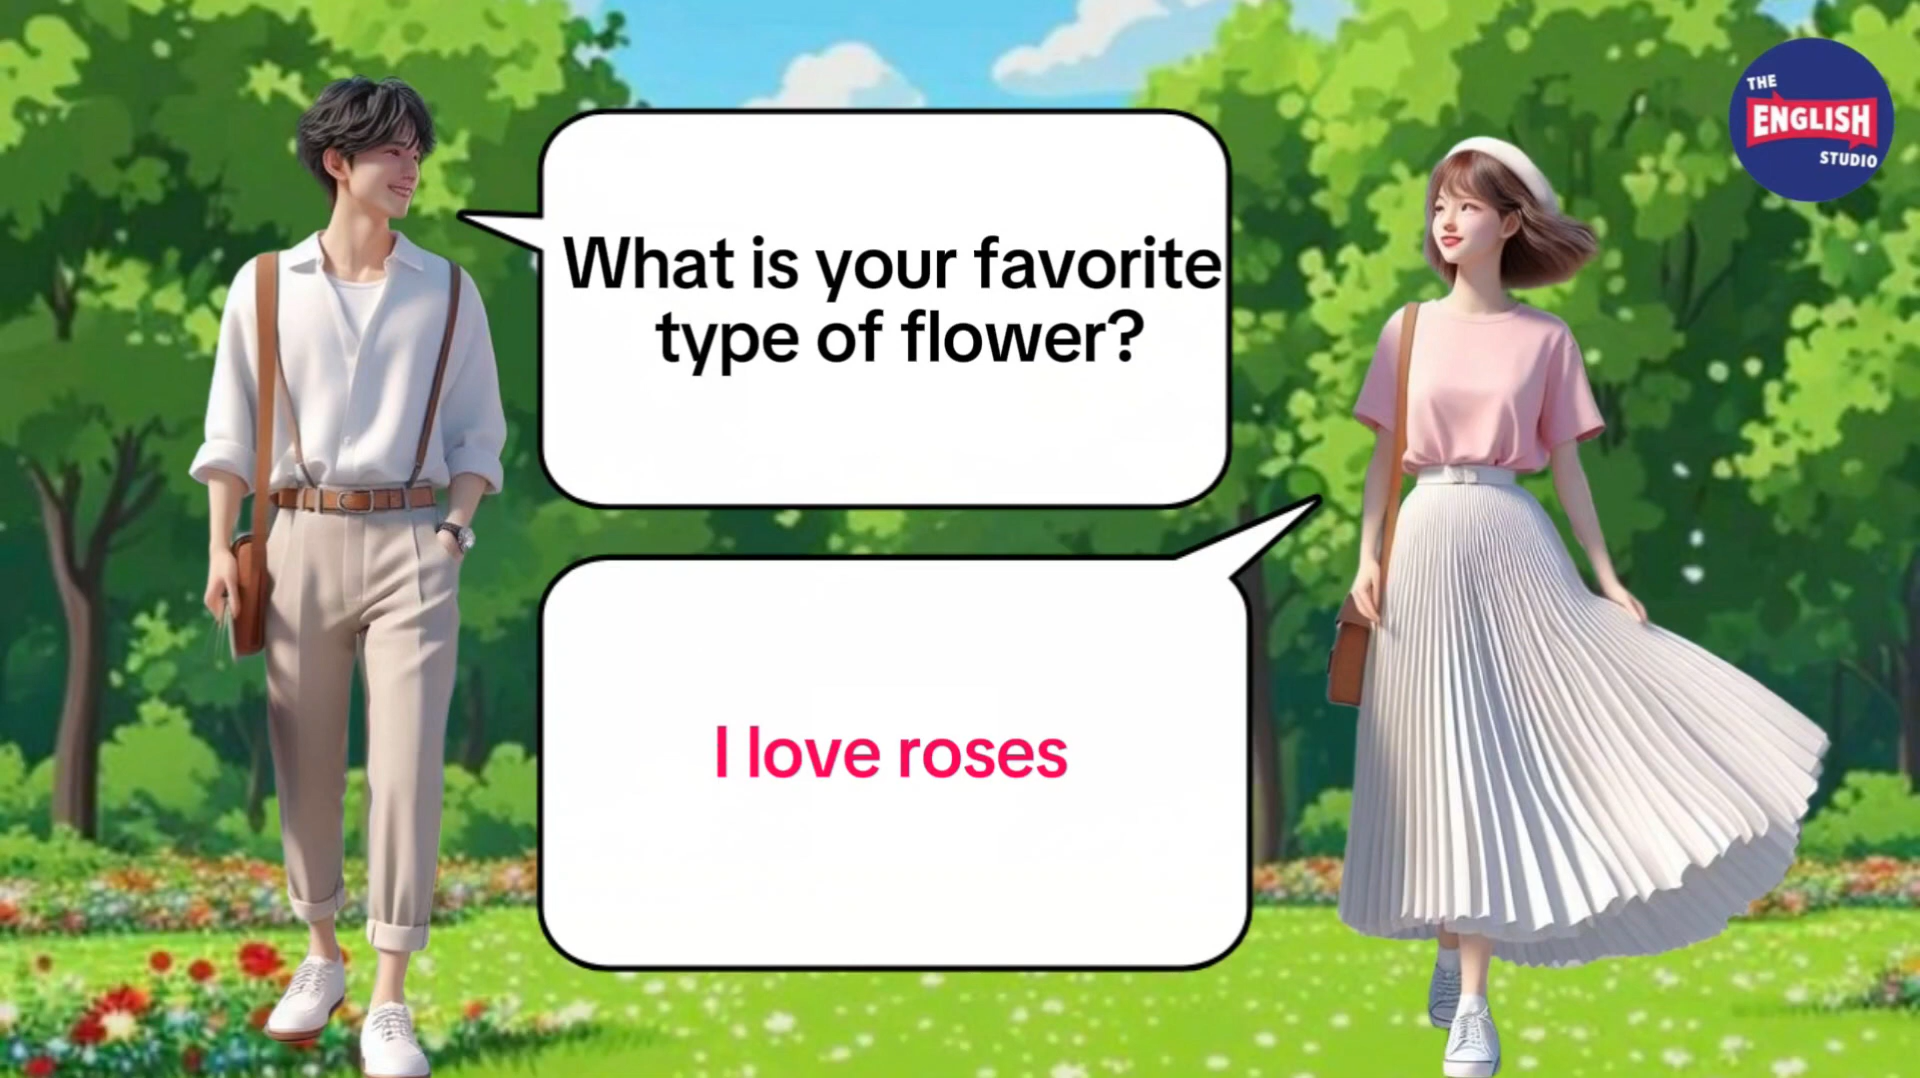 THE
ENGLISH
STUDIO
What is your favorite
type of flower?
I love roses